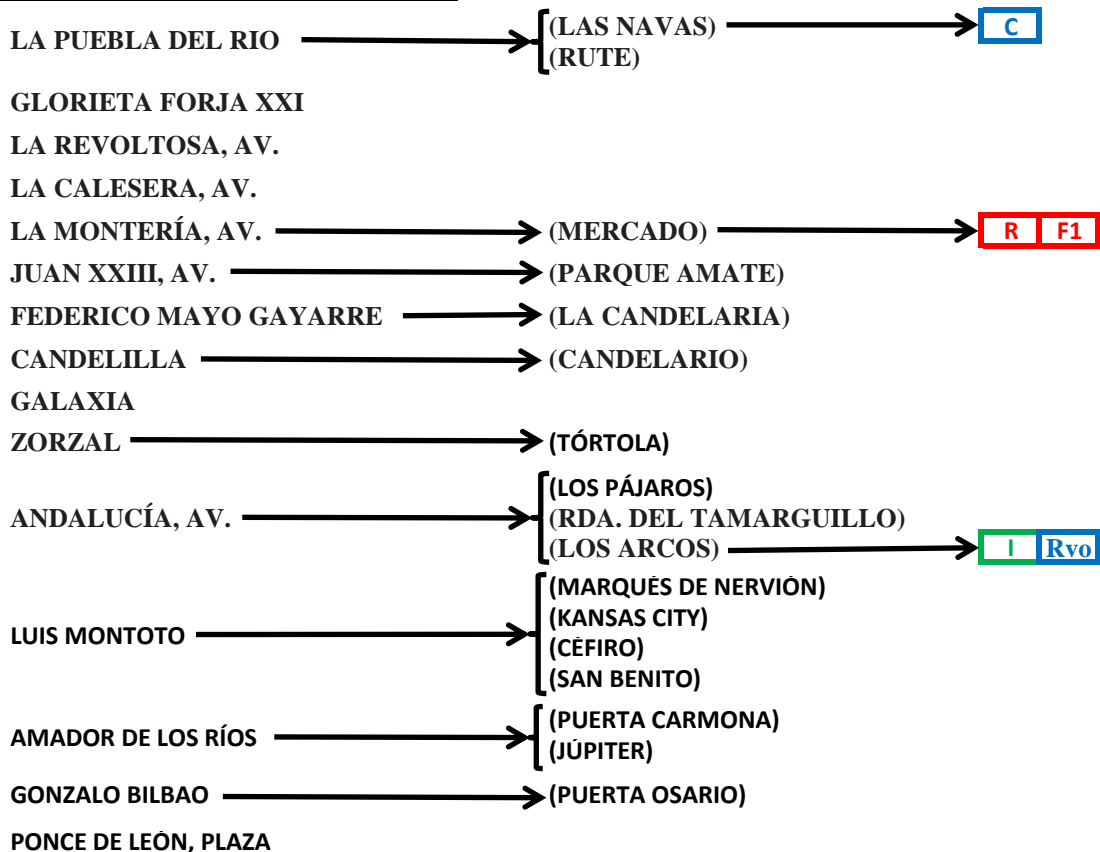 LA PUEBLA DEL RIO (LAS NAVAS) C
(RUTE)
GLORIETA FORJA XXI
LA REVOLTOSA, AV.
LA CALESERA, AV.
LA MONTERÍA, AV. (MERCADO) R F1
JUAN XXIII, AV. (PARQUE AMATE)
FEDERICO MAYO GAYARRE (LA CANDELARIA)
CANDELILLA (CANDELARIO)
GALAXIA
ZORZAL (TÓRTOLA)
ANDALUCÍA, AV. (LOS PÁJAROS)
(RDA. DEL TAMARGUILLO)
(LOS ARCOS) I Rvo
LUIS MONTOTO (MARQUÉS DE NERVIÓN)
(KANSAS CITY)
(CÉFIRO)
(SAN BENITO)
AMADOR DE LOS RÍOS (PUERTA CARMONA)
(JÚPITER)
GONZALO BILBAO (PUERTA OSARIO)
PONCE DE LEÓN, PLAZA